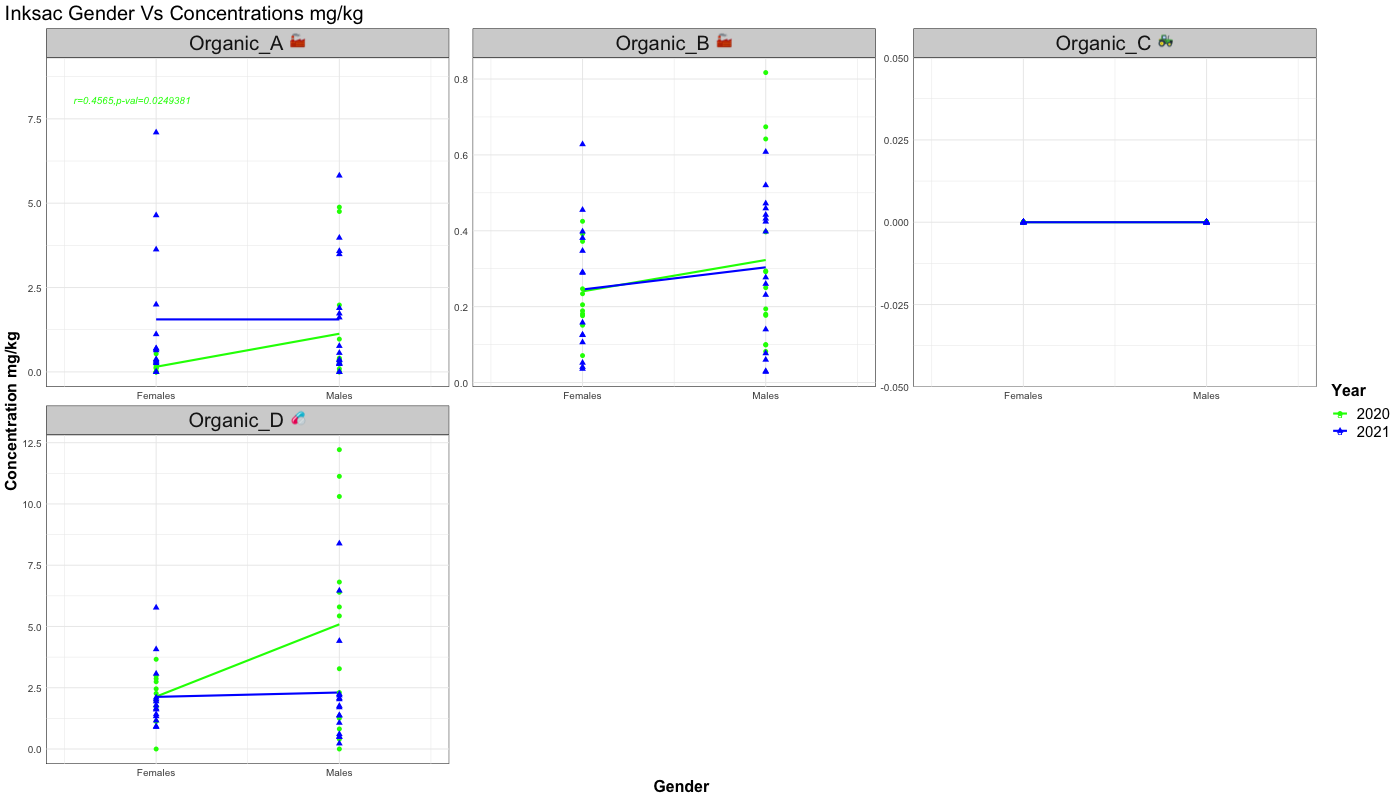 Inksac Gender Vs Concentrations mg/kg
Organic_A
Organic_B
Organic_C
r=0.4565,p-val=0.0249381
7.5
5.0
2.5
0.0
Females
Males
0.8
0.6
0.4
0.2
0.0
Females
Males
0.050
0.025
0.000
-0.025
-0.050
Females
Males
Organic_D
12.5
10.0
7.5
5.0
2.5
0.0
Females
Males
Concentration mg/kg
Gender
Year
2020
2021